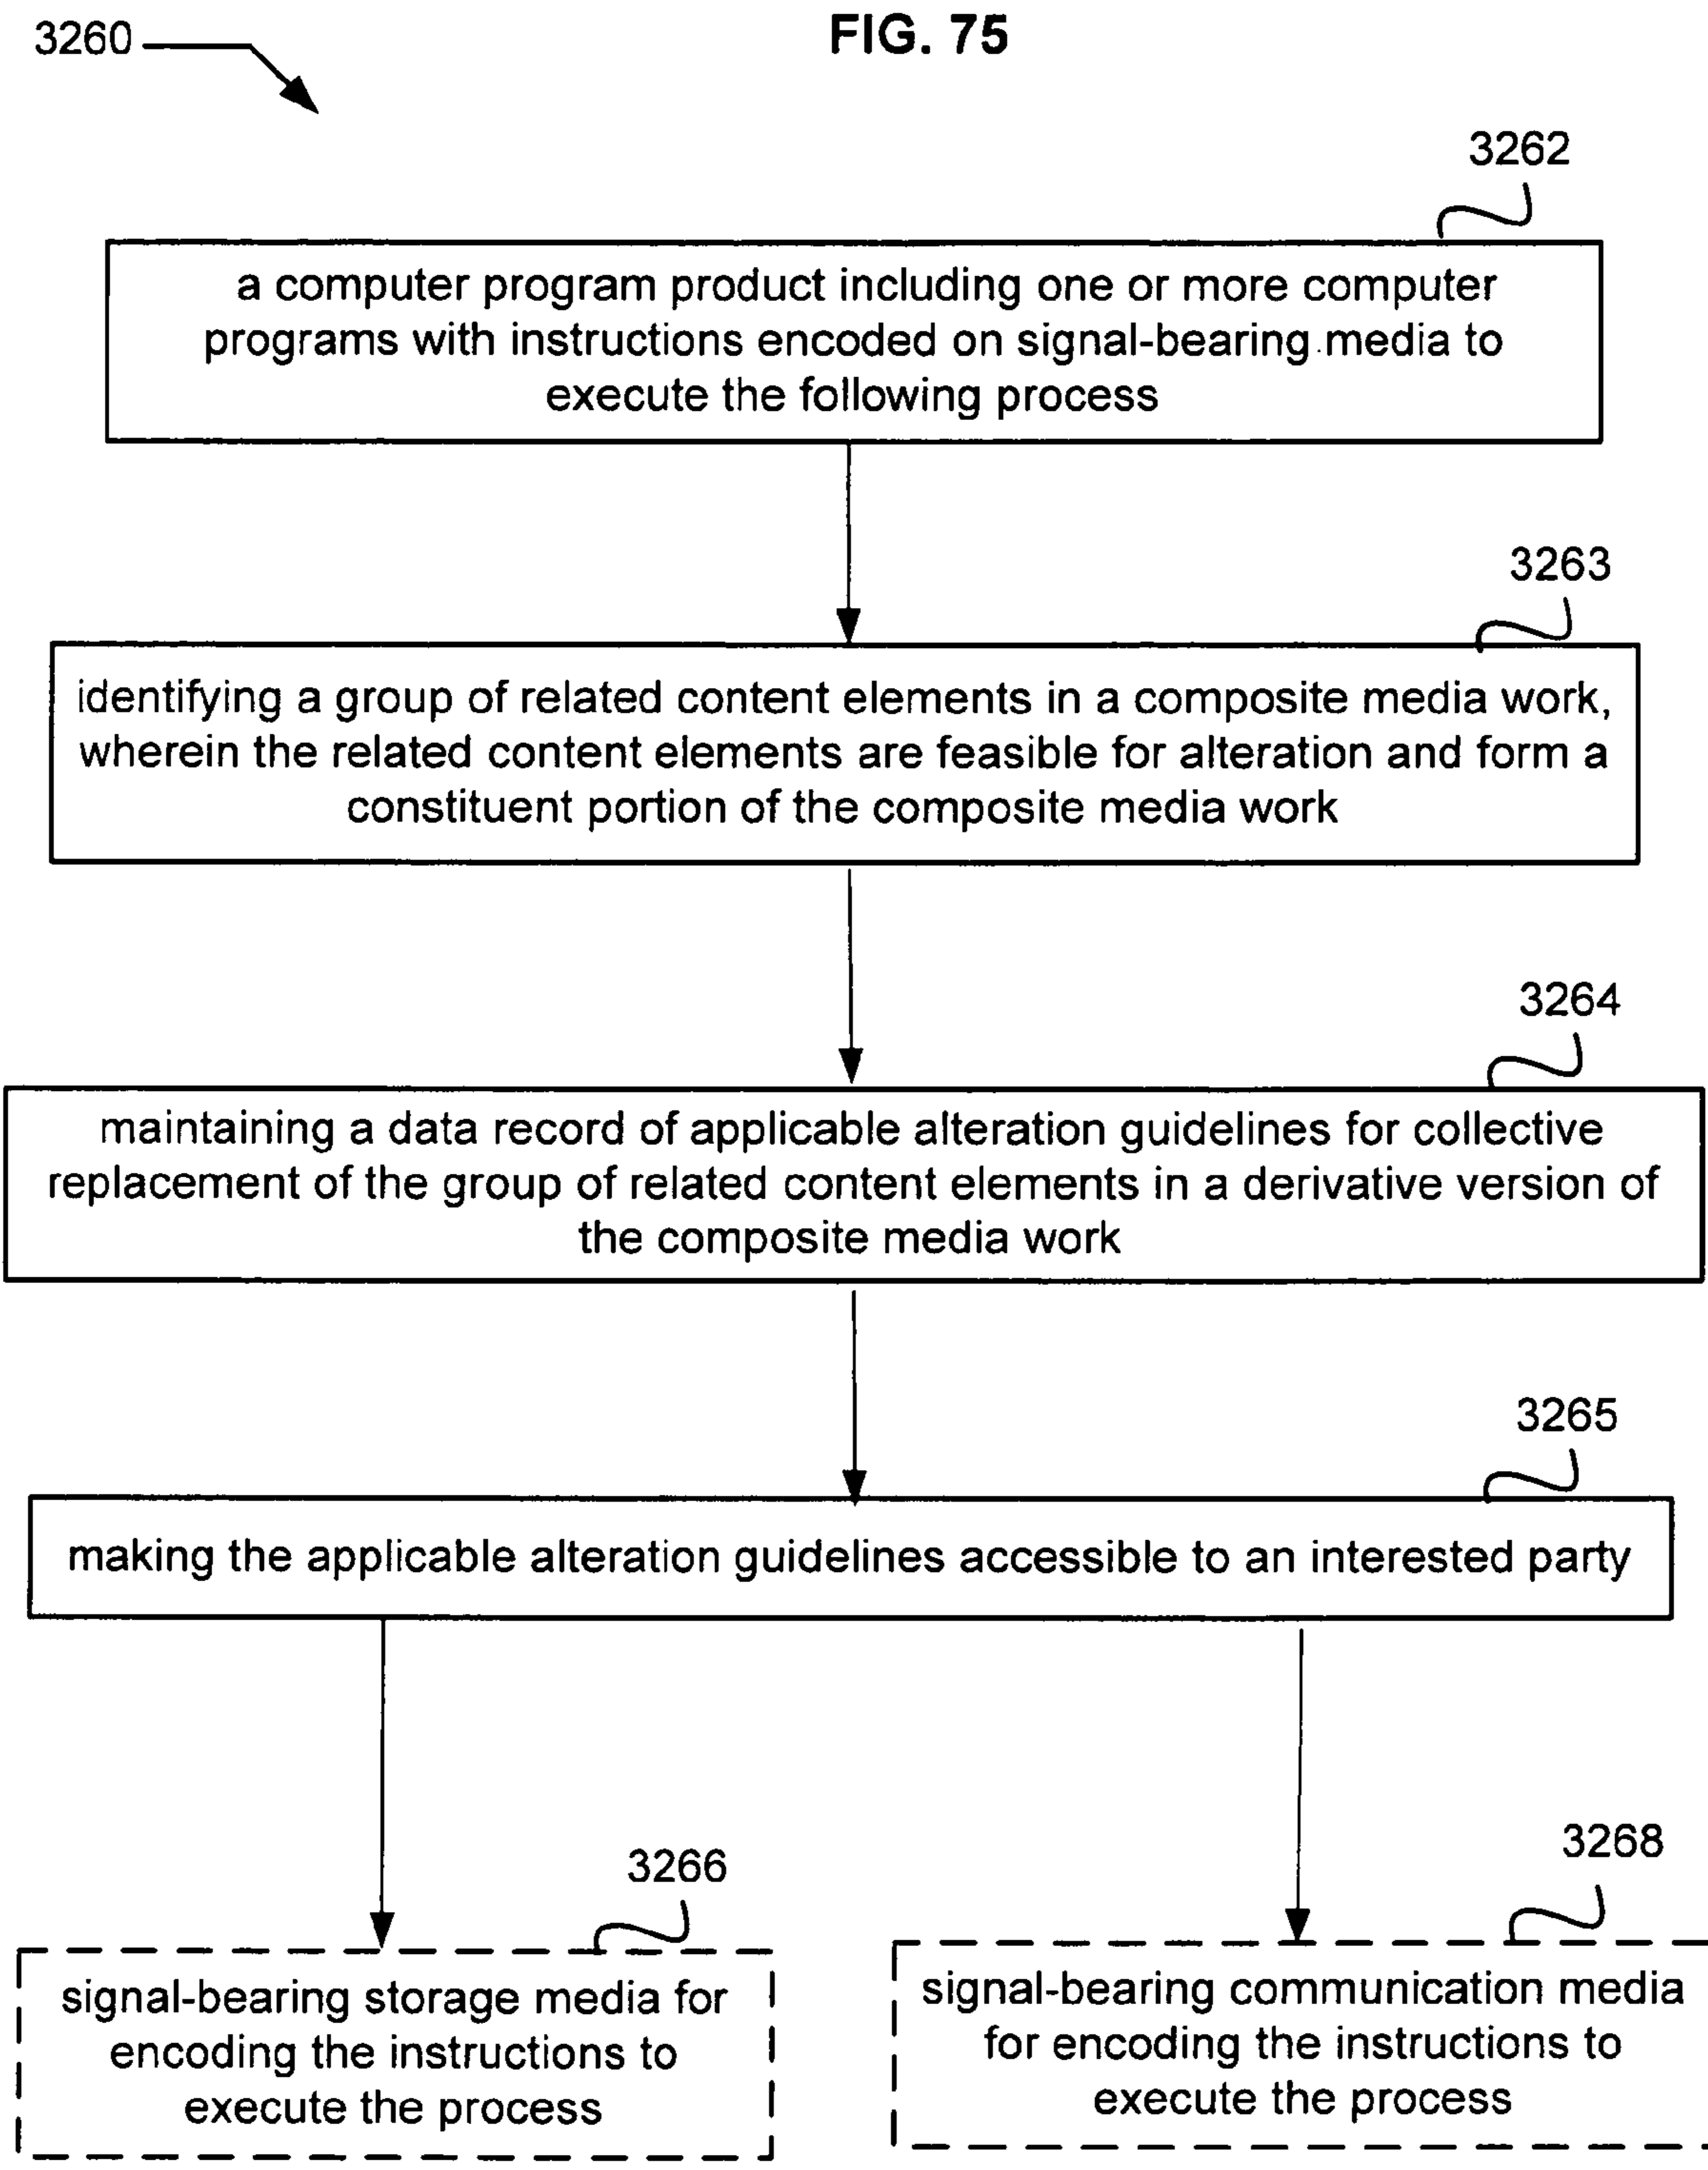 FIG. 75
3260
3262
a computer program product including one or more computer
programs with instructions encoded on signal-bearing media to
execute the following process
3263
identifying a group of related content elements in a composite media work,
wherein the related content elements are feasible for alteration and form a
constituent portion of the composite media work
3264
maintaining a data record of applicable alteration guidelines for collective
replacement of the group of related content elements in a derivative version of
the composite media work
3265
making the applicable alteration guidelines accessible to an interested party
3266
signal-bearing storage media for
encoding the instructions to
execute the process
3268
signal-bearing communication media
for encoding the instructions to
execute the process